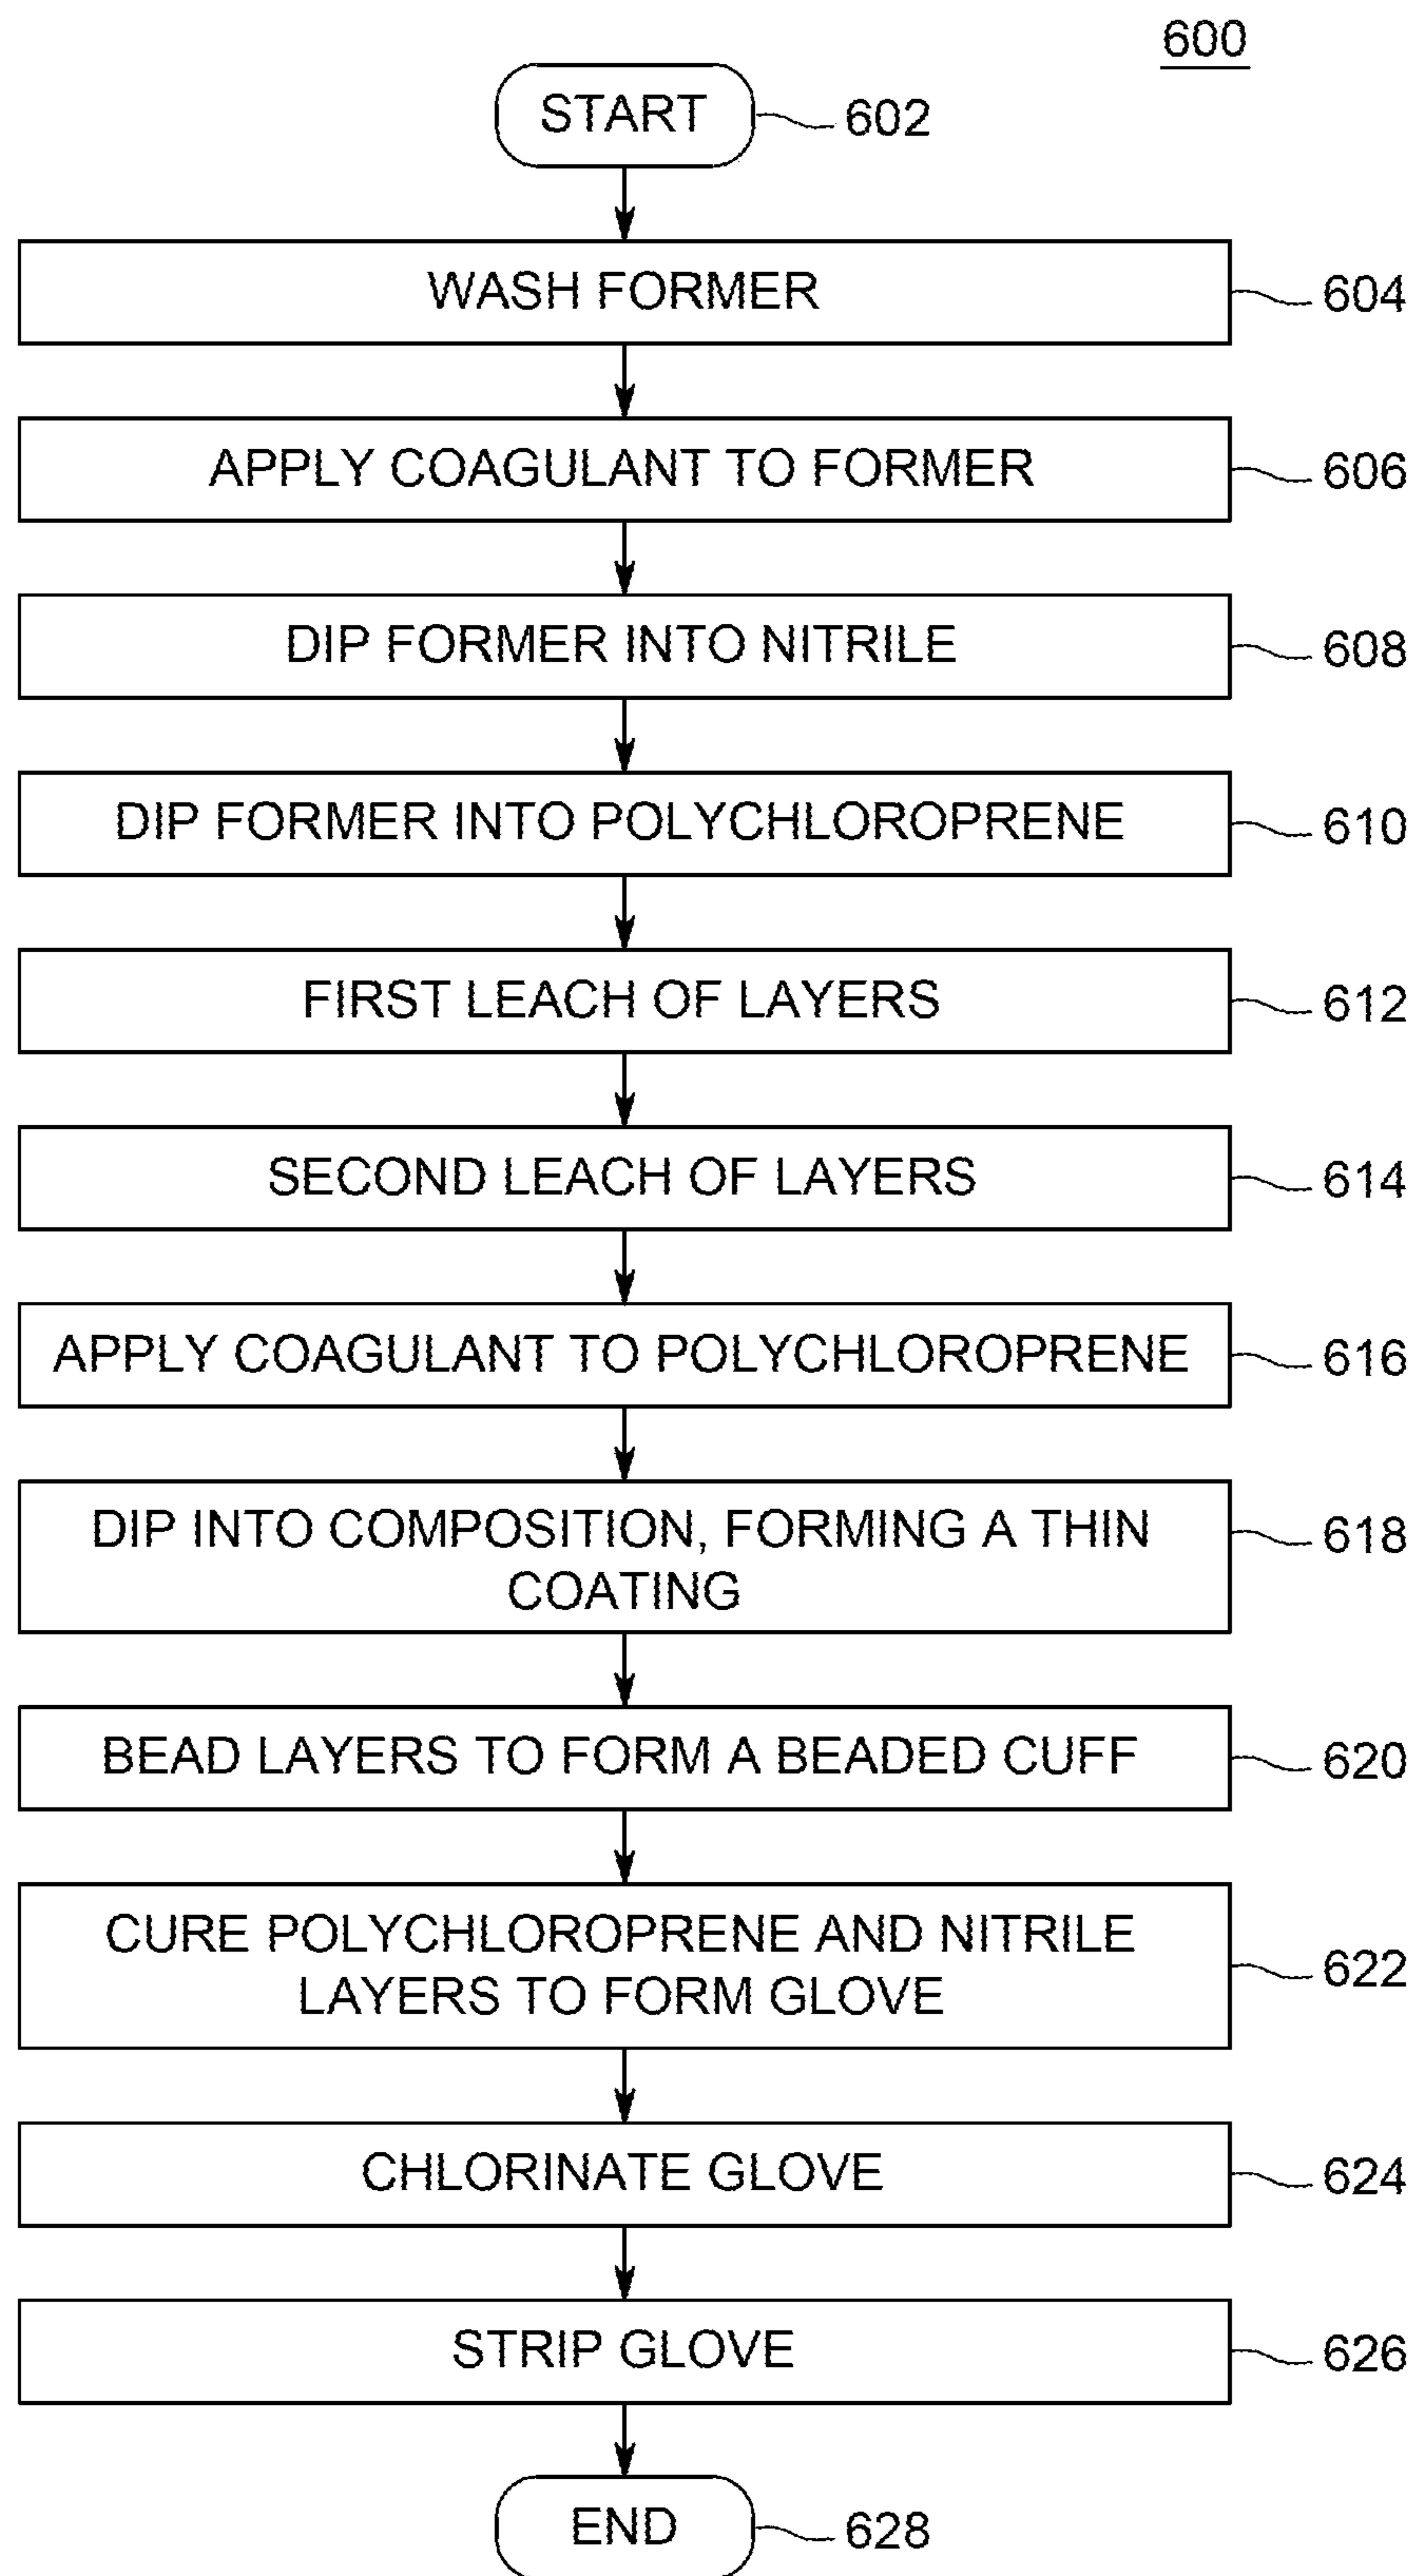 600
START 602
WASH FORMER 604
APPLY COAGULANT TO FORMER 606
DIP FORMER INTO NITRILE 608
DIP FORMER INTO POLYCHLOROPRENE 610
FIRST LEACH OF LAYERS 612
SECOND LEACH OF LAYERS 614
APPLY COAGULANT TO POLYCHLOROPRENE 616
DIP INTO COMPOSITION, FORMING A THIN 618
COATING
BEAD LAYERS TO FORM A BEADED CUFF 620
CURE POLYCHLOROPRENE AND NITRILE
LAYERS TO FORM GLOVE 622
CHLORINATE GLOVE 624
STRIP GLOVE 626
END 628